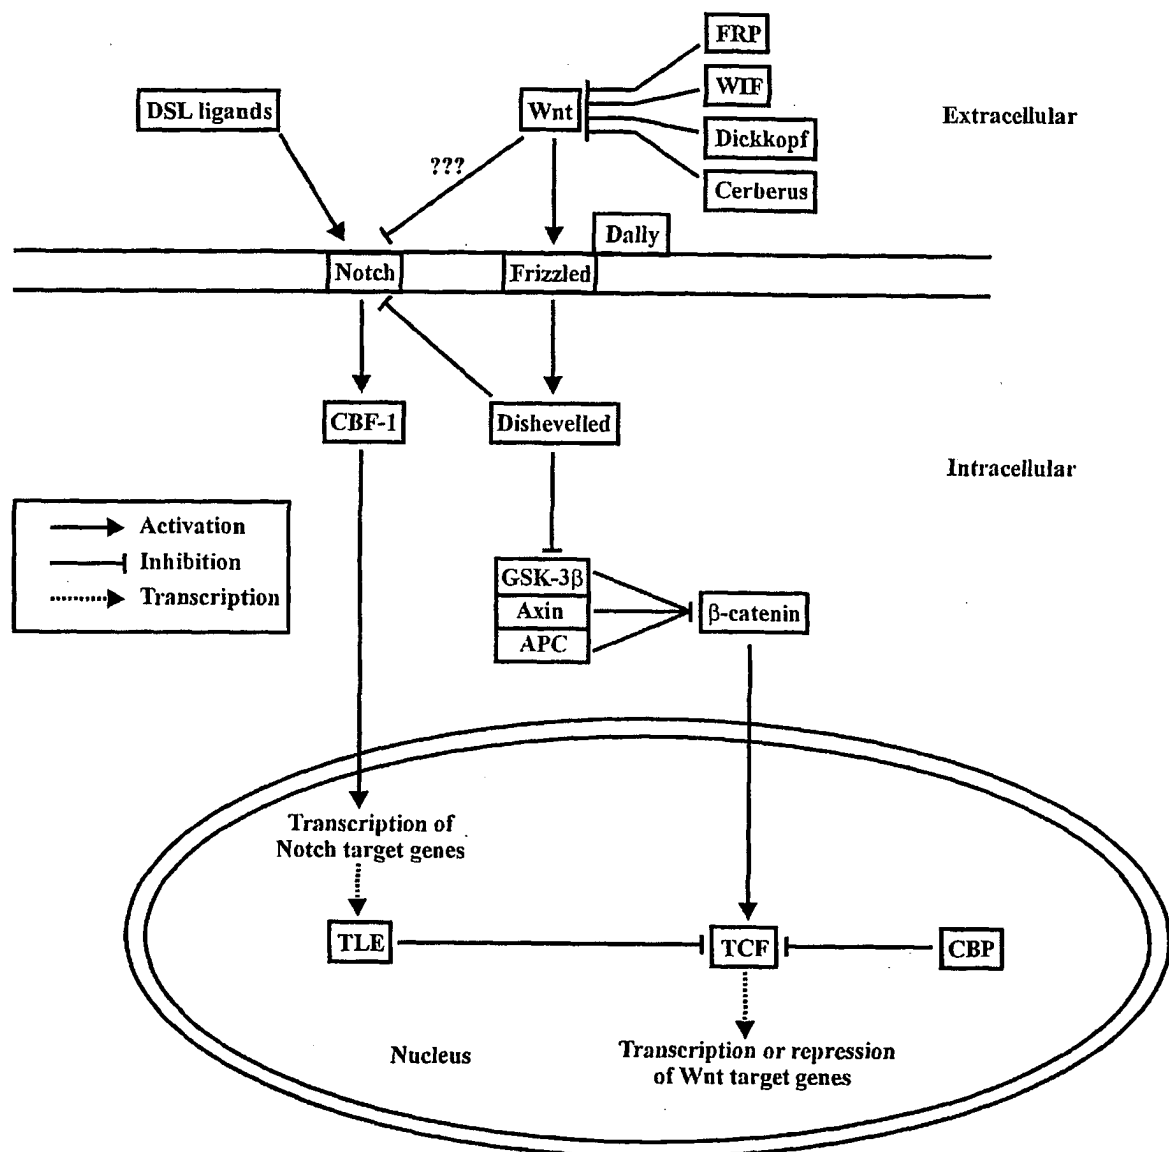 FRP
WIF
Dickkopf
Cerberus
DSL ligands
Wnt
Extracellular
???
Dally
Notch
Frizzled
CBF-1
Dishevelled
Intracellular
Activation
Inhibition
Transcription
GSK-3β
Axin
APC
β-catenin
Transcription of
Notch target genes
TLE
TCF
CBP
Nucleus
Transcription or repression
of Wnt target genes